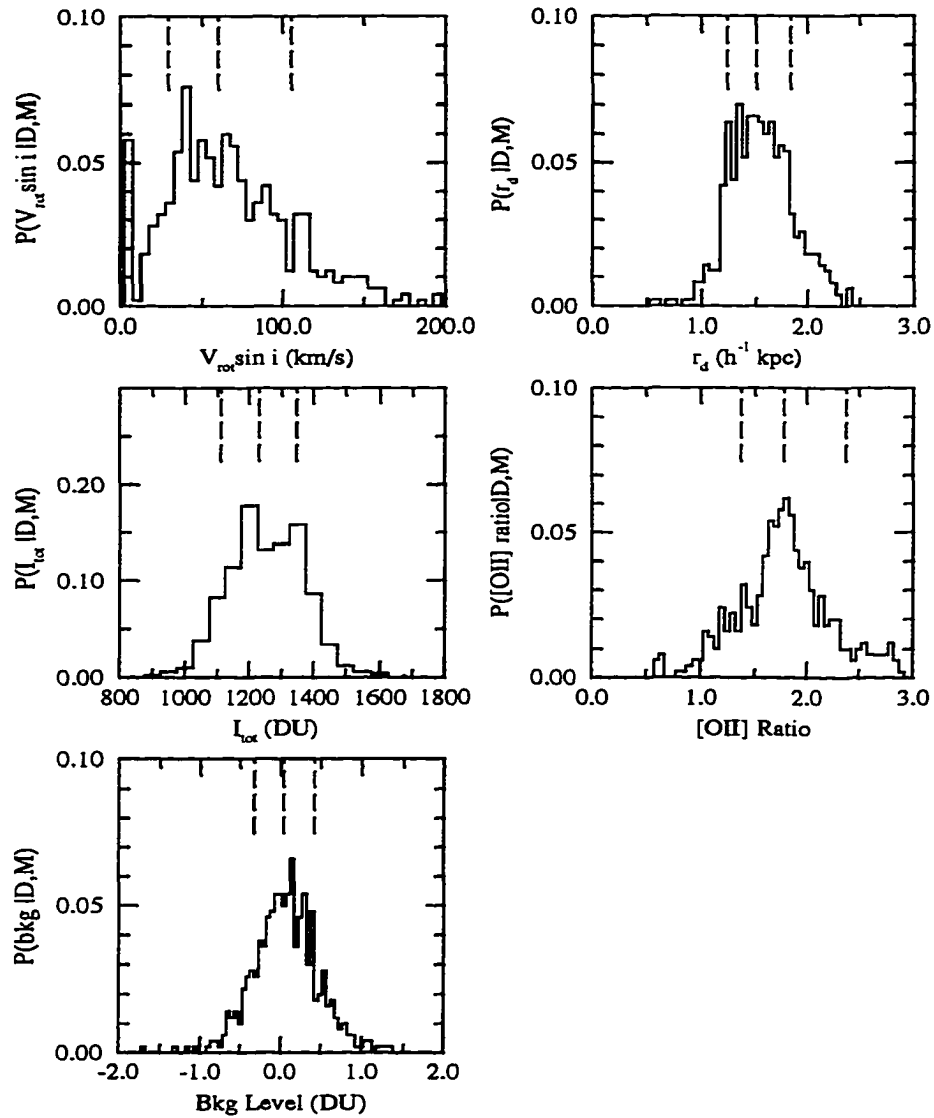 0.10
0.05
0.00
P(V_rot sin i |D,M)
0.0 100.0 200.0
V_rot sin i (km/s)
0.10
0.05
0.00
P(r_d |D,M)
0.0 1.0 2.0 3.0
r_d (h^-1 kpc)
0.20
0.10
0.00
P(I_tot |D,M)
800 1000 1200 1400 1600 1800
I_tot (DU)
0.10
0.05
0.00
P([OII] ratio|D,M)
0.0 1.0 2.0 3.0
[OII] Ratio
0.10
0.05
0.00
P(bkg |D,M)
-2.0 -1.0 0.0 1.0 2.0
Bkg Level (DU)